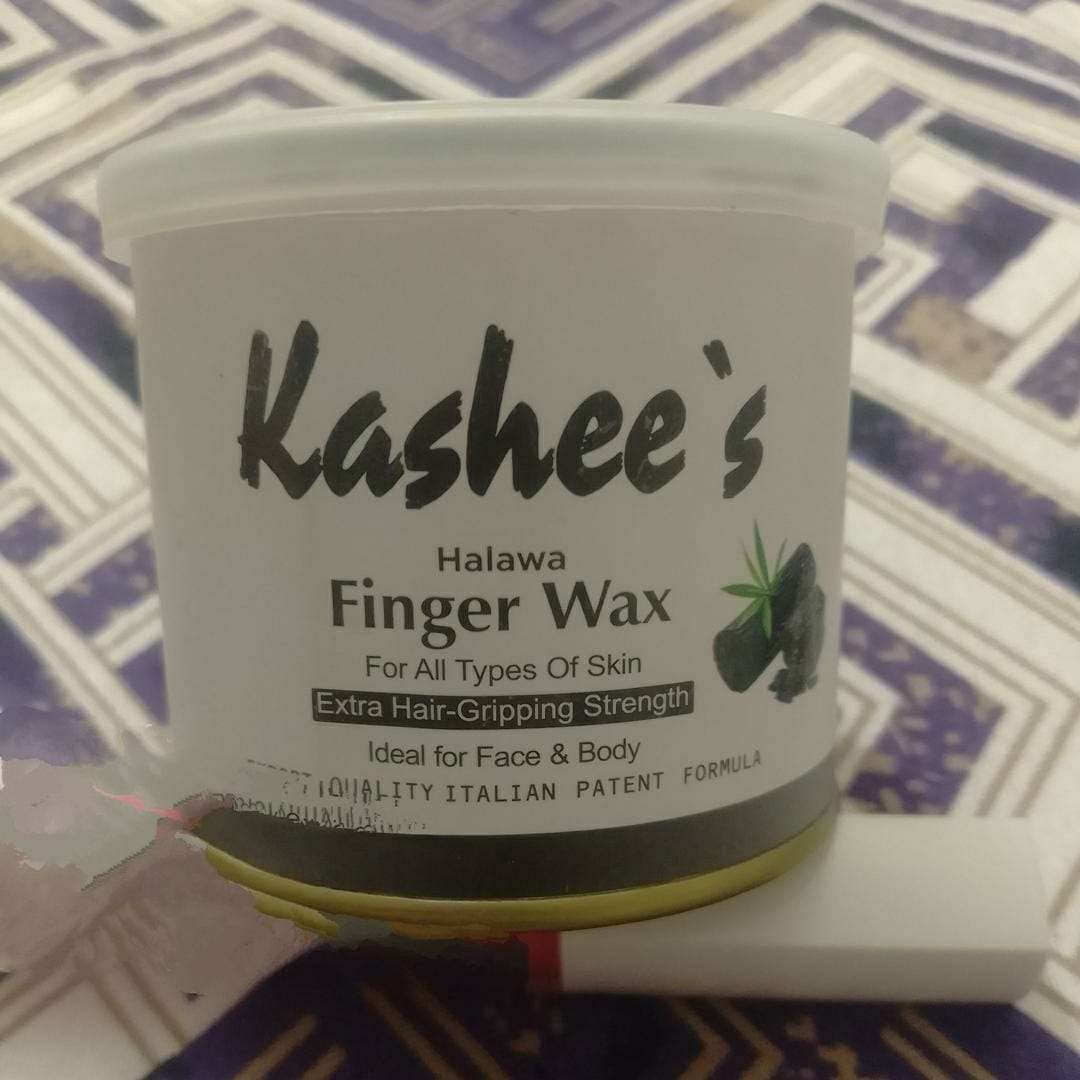 Kashee`s
Halawa
Finger Wax
For All Types Of Skin
Extra Hair-Gripping Strength
Ideal for Face & Body
QUALITY ITALIAN PATENT FORMULA